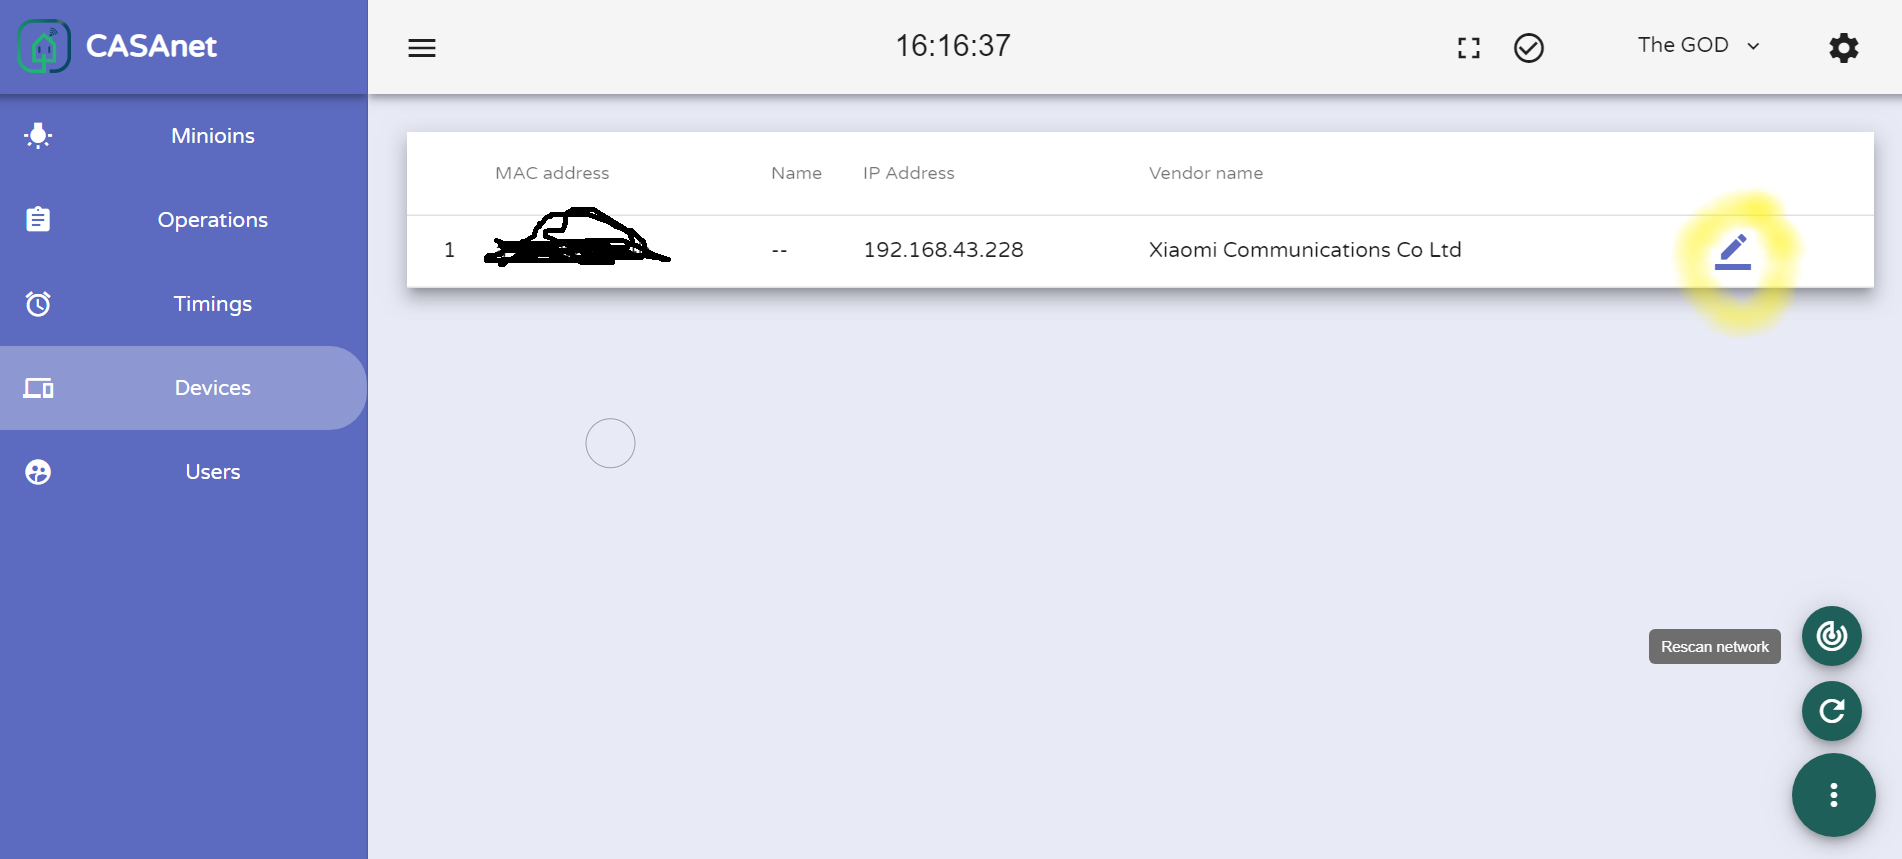 CASAnet
16:16:37
The GOD
Minioins
Operations
Timings
Devices
Users
MAC address Name IP Address Vendor name
1 -- 192.168.43.228 Xiaomi Communications Co Ltd
Rescan network